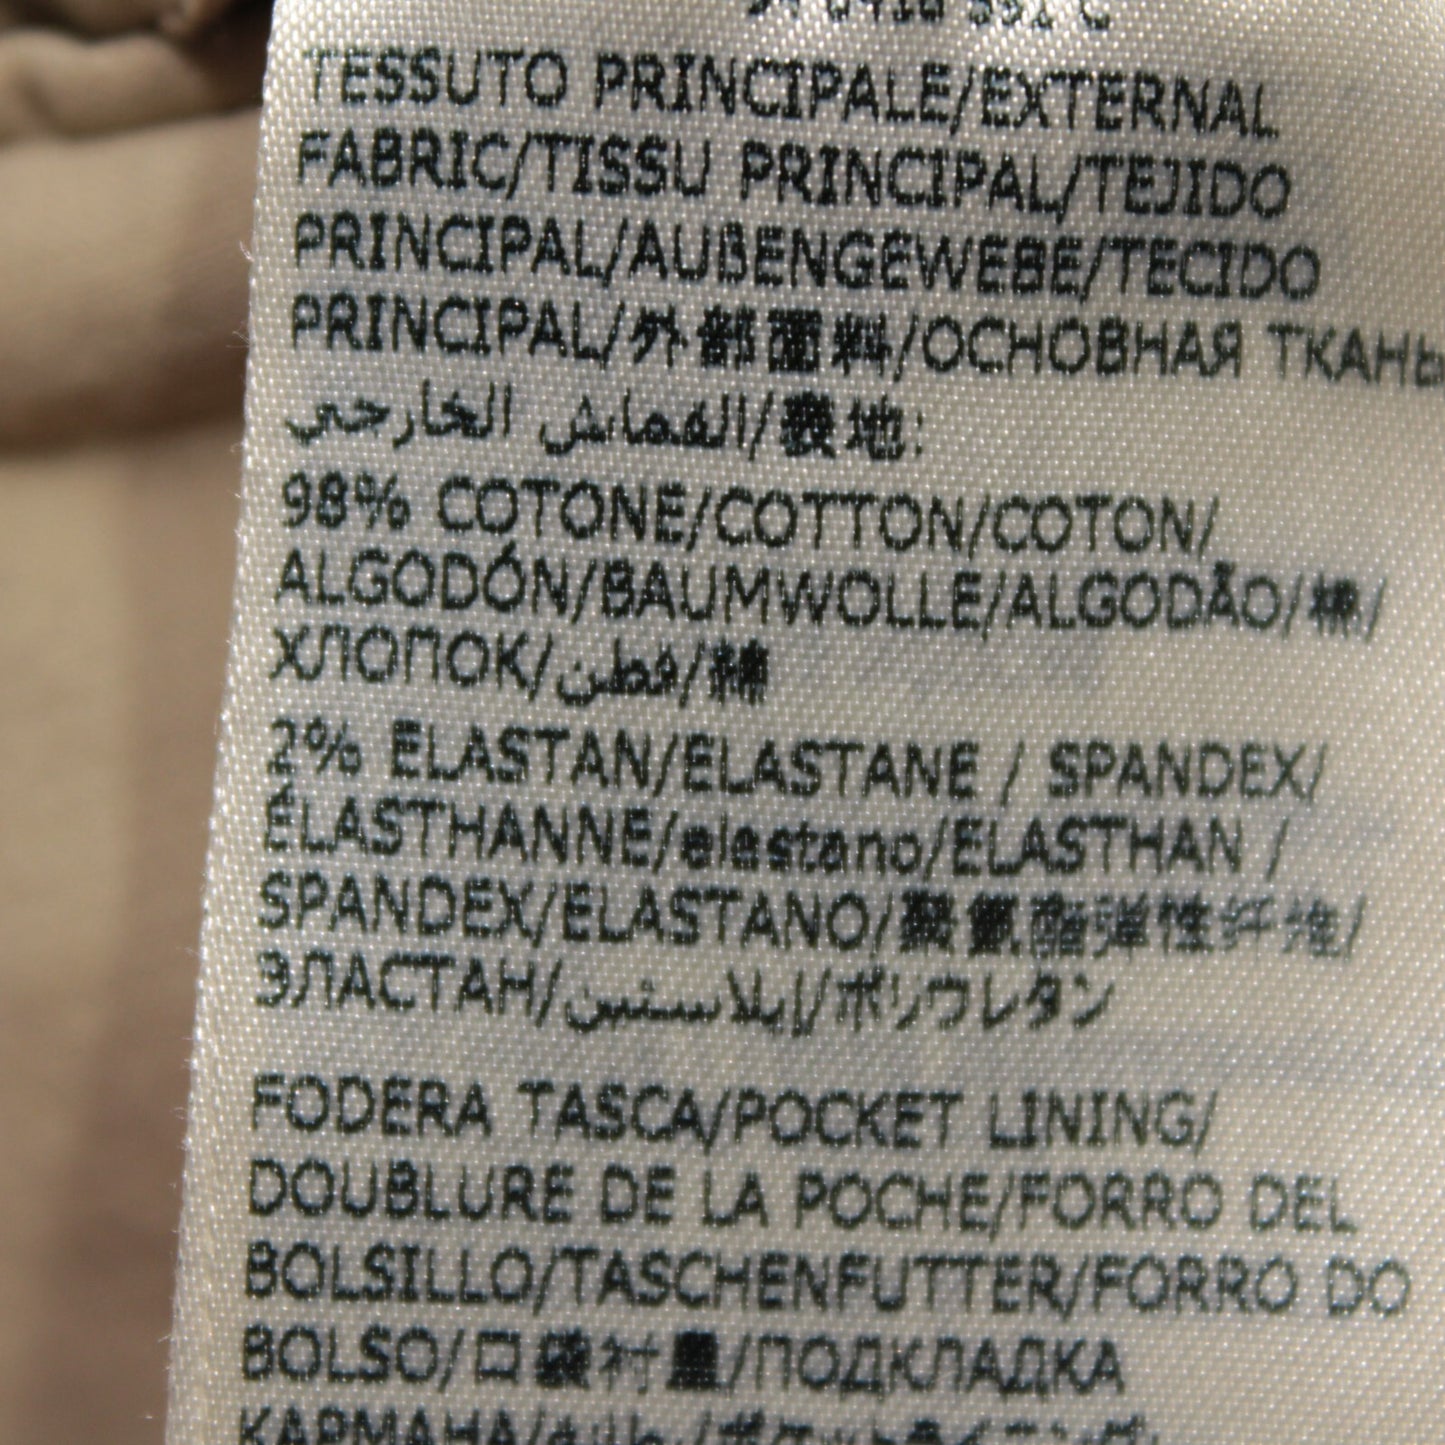 TESSUTO PRINCIPALE/EXTERNAL
FABRIC/TISSU PRINCIPAL/TEJIDO
PRINCIPAL/AUßENGEWEBE/TECIDO
PRINCIPAL/外部面料/ОСНОВНАЯ ТКАНЬ
القماش الخارجي/表地:
98% COTONE/COTTON/COTON/
ALGODÓN/BAUMWOLLE/ALGODÃO/棉/
ХЛОПОК/قطن/綿
2% ELASTAN/ELASTANE / SPANDEX/
ÉLASTHANNE/elastano/ELASTHAN /
SPANDEX/ELASTANO/聚氨酯弹性纤维/
ЭЛАСТАН/إيلاستين/ポリウレタン
FODERA TASCA/POCKET LINING/
DOUBLURE DE LA POCHE/FORRO DEL
BOLSILLO/TASCHENFUTTER/FORRO DO
BOLSO/口袋衬里/ПОДКЛАДКА
КАРМАНА/